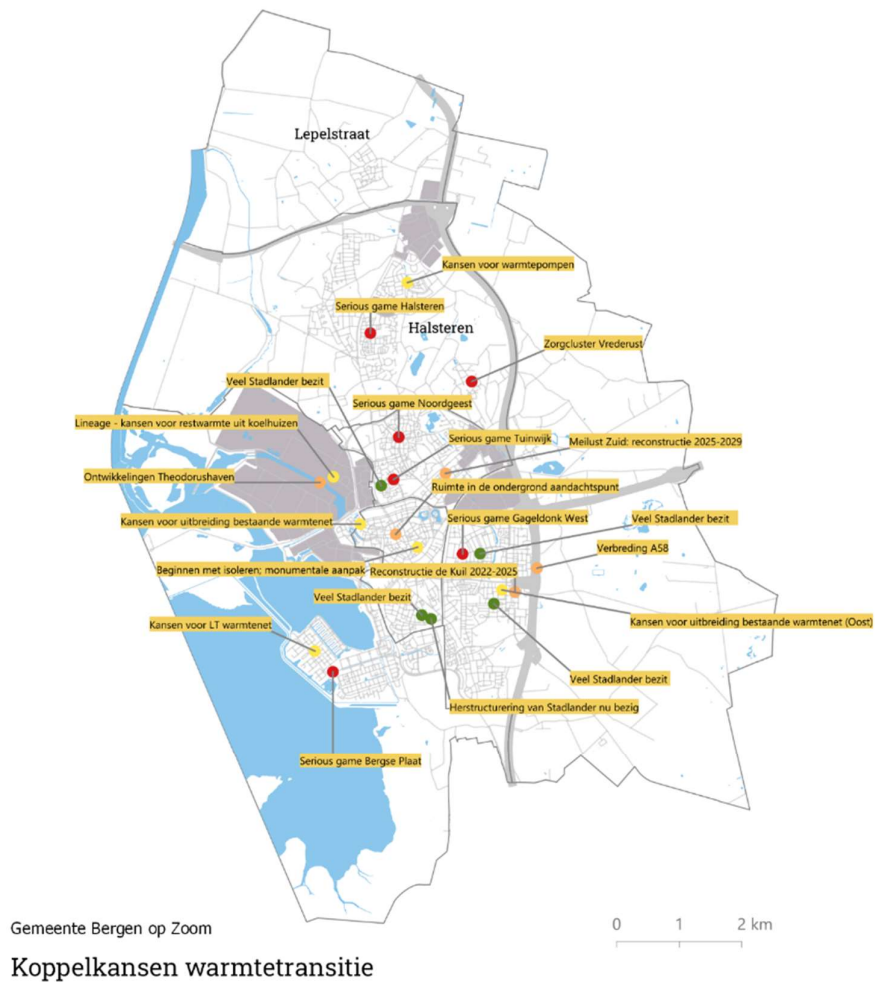 Lepelstraat
Kansen voor warmtepompen
Serious game Halsteren
Halsteren
Zorgcluster Vrederust
Veel Stadlander bezit
Serious game Noordgeest
Lineage - kansen voor restwarmte uit koelhuizen
Serious game Tuinwijk
Meilust Zuid: reconstructie 2025-2029
Ontwikkelingen Theodorushaven
Ruimte in de ondergrond aandachtspunt
Kansen voor uitbreiding bestaande warmtenet
Serious game Gageldonk West
Veel Stadlander bezit
Verbreding A58
Beginnen met isoleren; monumentale aanpak
Reconstructie de Kuil 2022-2025
Veel Stadlander bezit
Kansen voor LT warmtenet
Kansen voor uitbreiding bestaande warmtenet (Oost)
Veel Stadlander bezit
Herstructurering van Stadlander nu bezig
Serious game Bergse Plaat
Gemeente Bergen op Zoom
0 1 2 km
Koppelkansen warmtetransitie